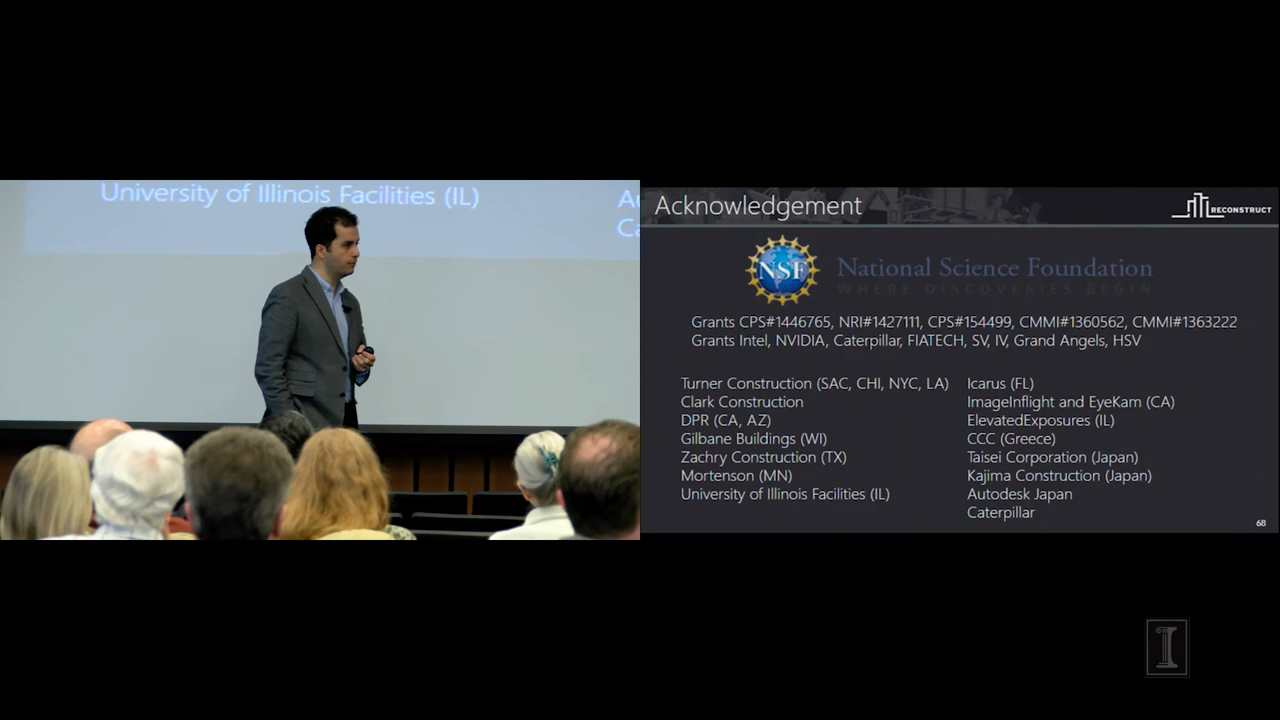 University of Illinois Facilities (IL)
Acknowledgement
RECONSTRUCT
NSF
National Science Foundation
WHERE DISCOVERIES BEGIN
Grants CPS#1446765, NRI#1427111, CPS#154499, CMMI#1360562, CMMI#1363222
Grants Intel, NVIDIA, Caterpillar, FIATECH, SV, IV, Grand Angels, HSV
Turner Construction (SAC, CHI, NYC, LA)
Clark Construction
DPR (CA, AZ)
Gilbane Buildings (WI)
Zachry Construction (TX)
Mortenson (MN)
University of Illinois Facilities (IL)
Icarus (FL)
ImageInflight and EyeKam (CA)
ElevatedExposures (IL)
CCC (Greece)
Taisei Corporation (Japan)
Kajima Construction (Japan)
Autodesk Japan
Caterpillar
68
I